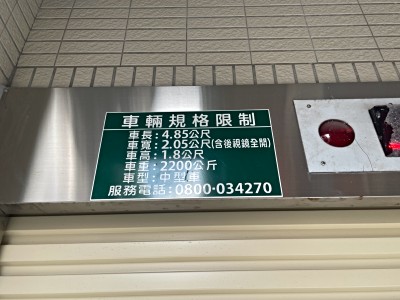 車輛規格限制
車長:4.85公尺
車寬:2.05公尺(含後視鏡全開)
車高:1.8公尺
車重:2200公斤
車型:中型車
服務電話:0800-034270